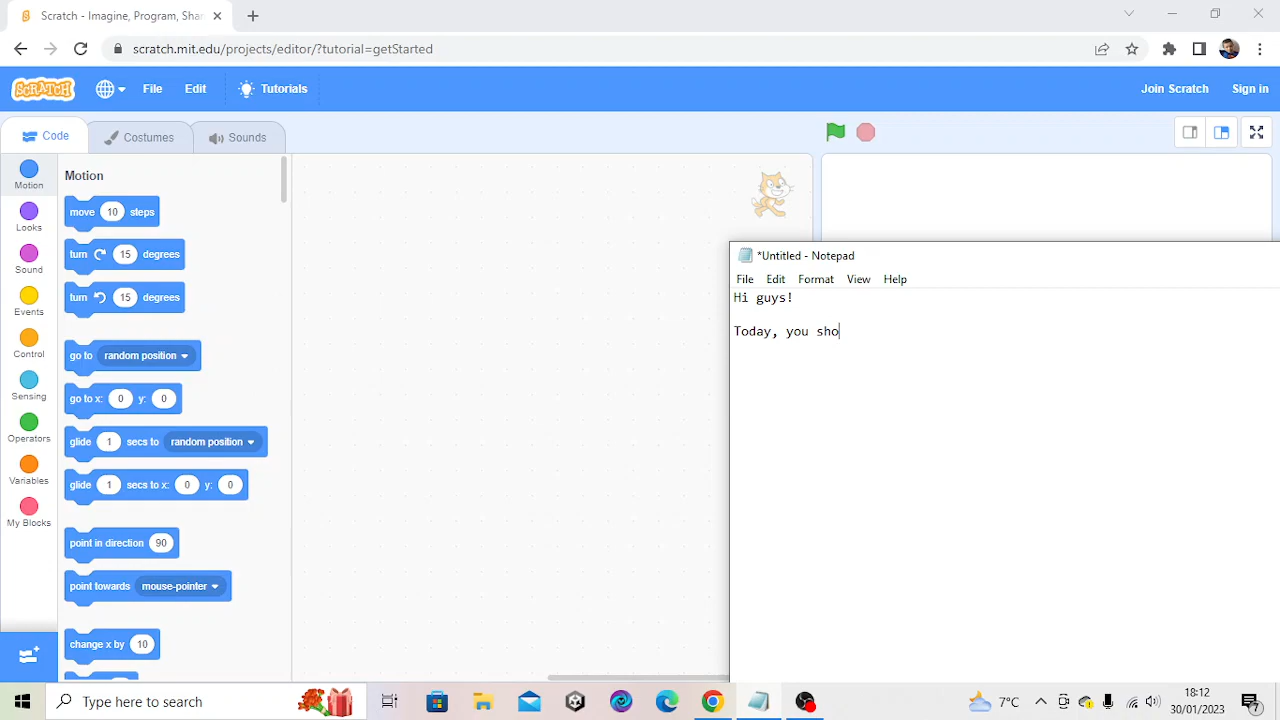 Scratch - Imagine, Program, Sha
scratch.mit.edu/projects/editor/?tutorial=getStarted
SCRATCH
File Edit Tutorials
Join Scratch Sign in
Code Costumes Sounds
Motion
Looks
Sound
Events
Control
Sensing
Operators
Variables
My Blocks
Motion
move 10 steps
turn 15 degrees
turn 15 degrees
go to random position
go to x: 0 y: 0
glide 1 secs to random position
glide 1 secs to x: 0 y: 0
point in direction 90
point towards mouse-pointer
change x by 10
*Untitled - Notepad
File Edit Format View Help
Hi guys!
Today, you sho
Type here to search
7°C
18:12
30/01/2023
7